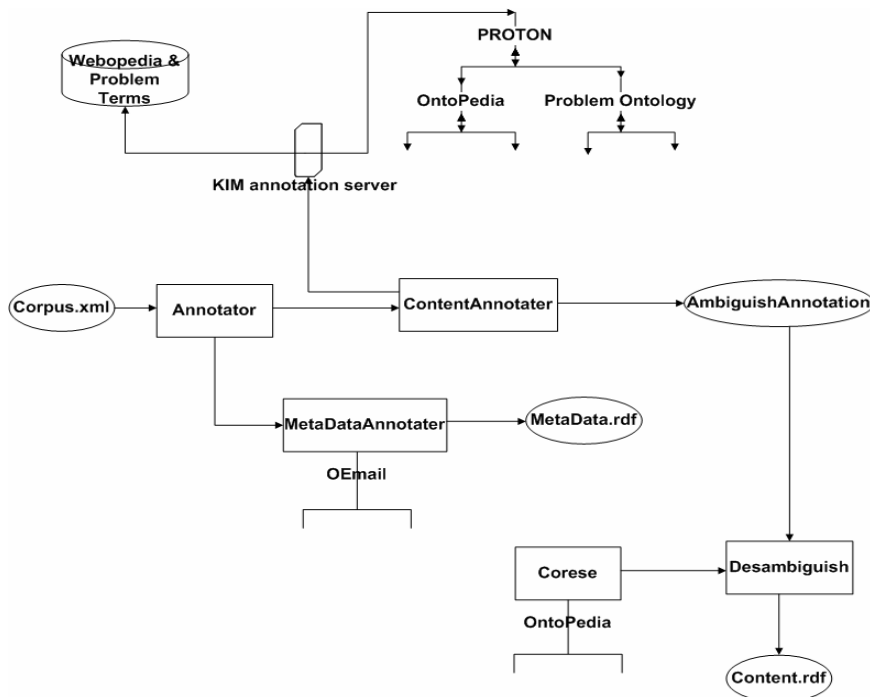 PROTON
Webopedia &
Problem
Terms
OntoPedia
Problem Ontology
KIM annotation server
Corpus.xml
Annotator
ContentAnnotater
AmbiguishAnnotation
MetaDataAnnotater
MetaData.rdf
OEmail
Corese
Desambiguish
OntoPedia
Content.rdf